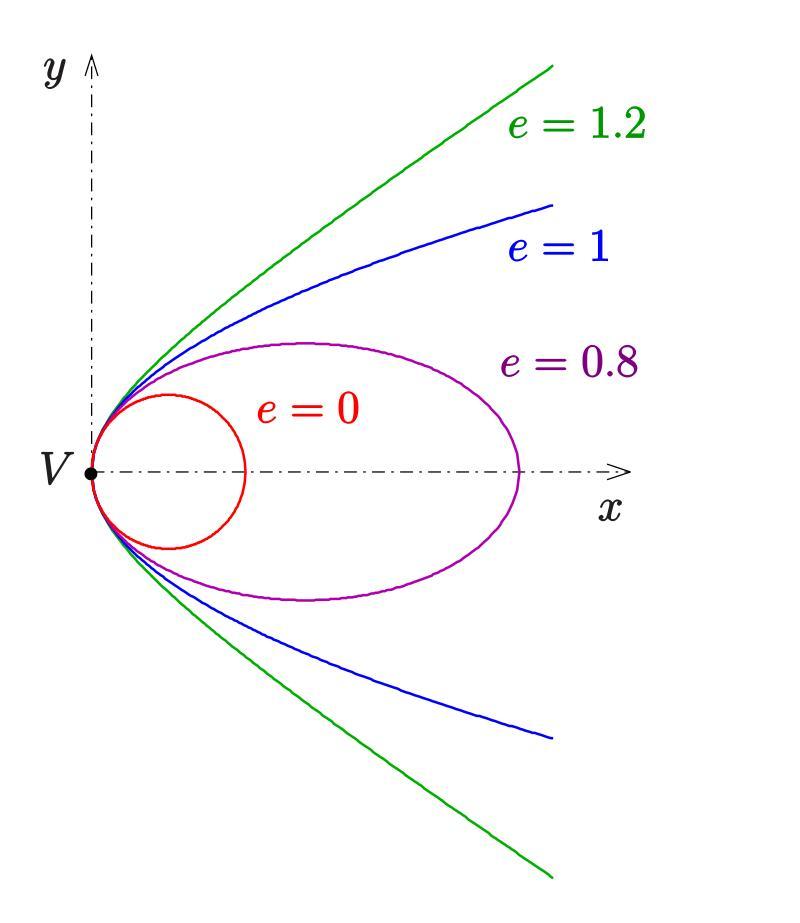 y
e = 1.2
e = 1
e = 0.8
e = 0
V
x